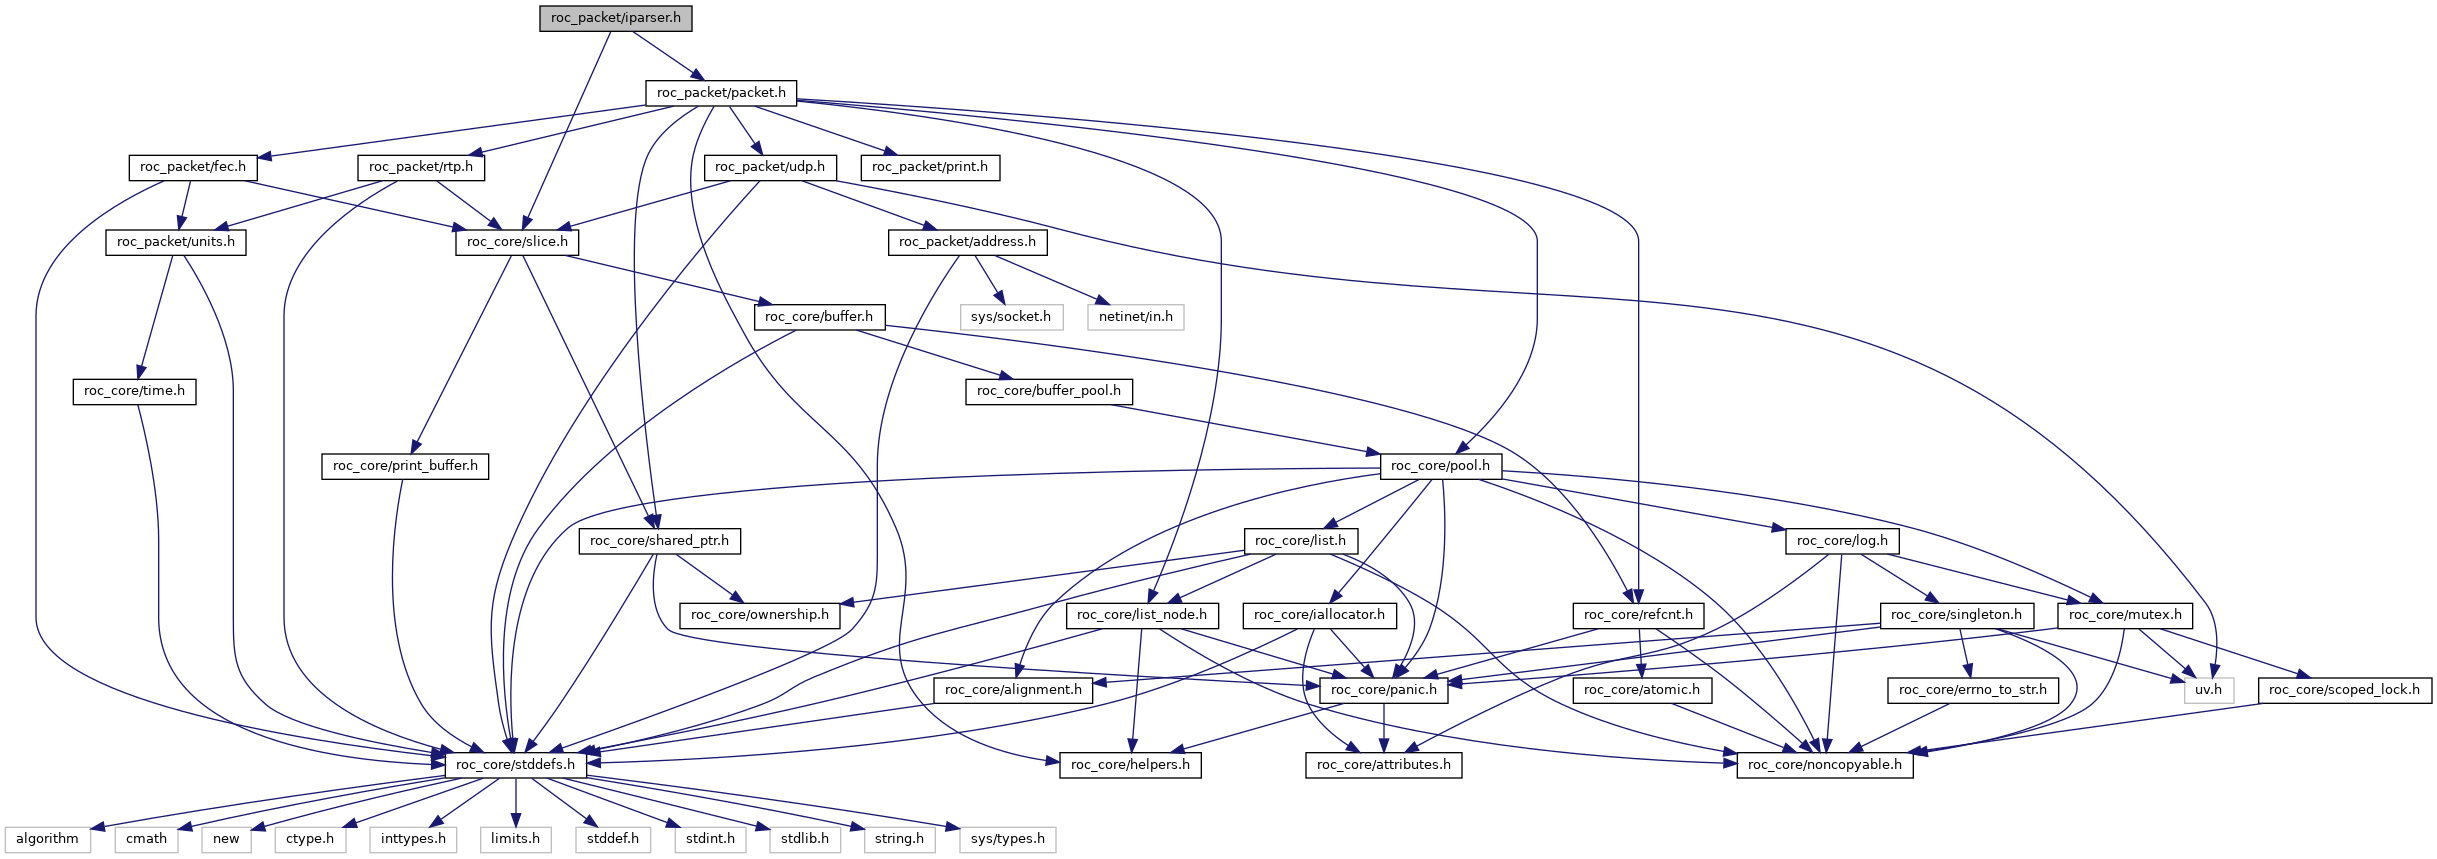 roc_packet/iparser.h
roc_packet/packet.h
roc_packet/fec.h
roc_packet/rtp.h
roc_packet/udp.h
roc_packet/print.h
roc_packet/units.h
roc_core/slice.h
roc_packet/address.h
roc_core/buffer.h
sys/socket.h
netinet/in.h
roc_core/time.h
roc_core/buffer_pool.h
roc_core/print_buffer.h
roc_core/pool.h
roc_core/shared_ptr.h
roc_core/list.h
roc_core/log.h
roc_core/ownership.h
roc_core/list_node.h
roc_core/iallocator.h
roc_core/refcnt.h
roc_core/singleton.h
roc_core/mutex.h
roc_core/alignment.h
roc_core/panic.h
roc_core/atomic.h
roc_core/errno_to_str.h
uv.h
roc_core/scoped_lock.h
roc_core/stddefs.h
roc_core/helpers.h
roc_core/attributes.h
roc_core/noncopyable.h
algorithm
cmath
new
ctype.h
inttypes.h
limits.h
stddef.h
stdint.h
stdlib.h
string.h
sys/types.h